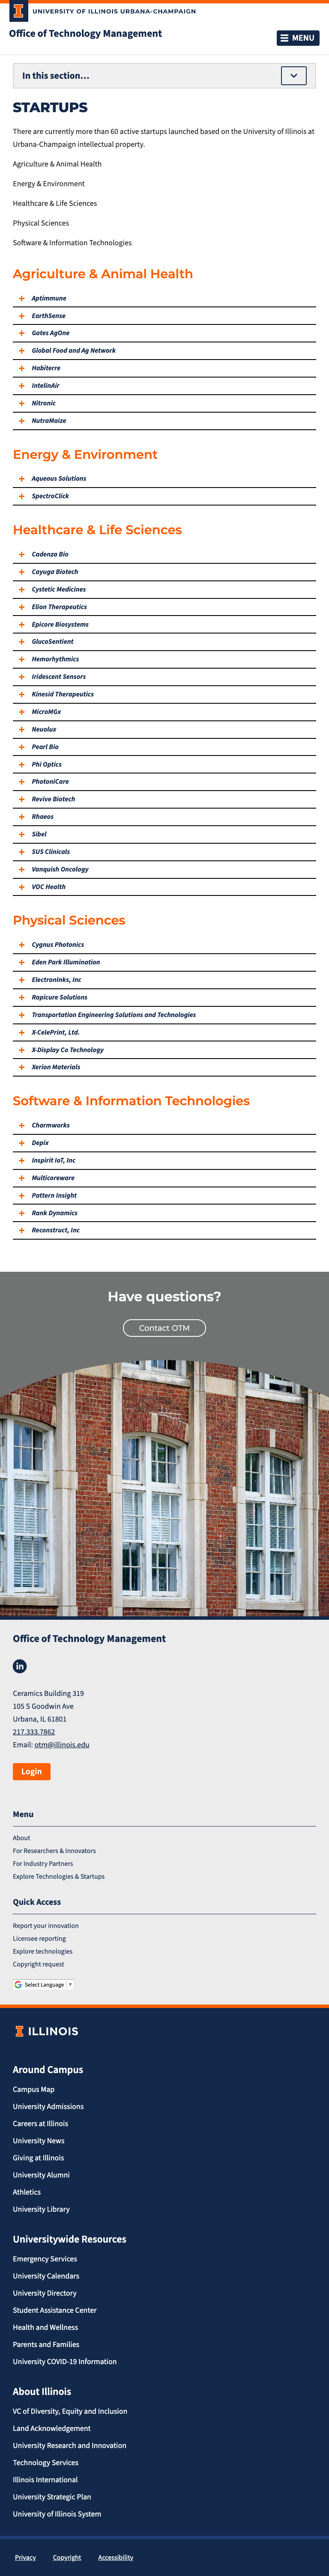 I UNIVERSITY OF ILLINOIS URBANA-CHAMPAIGN
Office of Technology Management
MENU
In this section...
STARTUPS
There are currently more than 60 active startups launched based on the University of Illinois at
Urbana-Champaign intellectual property.
Agriculture & Animal Health
Energy & Environment
Healthcare & Life Sciences
Physical Sciences
Software & Information Technologies
Agriculture & Animal Health
+ Aptimmune
+ EarthSense
+ Gates AgOne
+ Global Food and Ag Network
+ Habiterre
+ IntelinAir
+ Nitronic
+ NutraMaize
Energy & Environment
+ Aqueous Solutions
+ SpectroClick
Healthcare & Life Sciences
+ Cadenza Bio
+ Cayuga Biotech
+ Cystetic Medicines
+ Elion Therapeutics
+ Epicore Biosystems
+ GlucoSentient
+ Hemorhythmics
+ Iridescent Sensors
+ Kinesid Therapeutics
+ MicroMGx
+ Neuolux
+ Pearl Bio
+ Phi Optics
+ PhotoniCare
+ Revive Biotech
+ Rhaeos
+ Sibel
+ SUS Clinicals
+ Vanquish Oncology
+ VOC Health
Physical Sciences
+ Cygnus Photonics
+ Eden Park Illumination
+ ElectronInks, Inc
+ Rapicure Solutions
+ Transportation Engineering Solutions and Technologies
+ X-CelePrint, Ltd.
+ X-Display Co Technology
+ Xerion Materials
Software & Information Technologies
+ Charmworks
+ Depix
+ Inspirit IoT, Inc
+ Multicoreware
+ Pattern Insight
+ Rank Dynamics
+ Reconstruct, Inc
Have questions?
Contact OTM
Office of Technology Management
in
Ceramics Building 319
105 S Goodwin Ave
Urbana, IL 61801
217.333.7862
Email: otm@illinois.edu
Login
Menu
About
For Researchers & Innovators
For Industry Partners
Explore Technologies & Startups
Quick Access
Report your innovation
Licensee reporting
Explore technologies
Copyright request
G Select Language ▼
I ILLINOIS
Around Campus
Campus Map
University Admissions
Careers at Illinois
University News
Giving at Illinois
University Alumni
Athletics
University Library
Universitywide Resources
Emergency Services
University Calendars
University Directory
Student Assistance Center
Health and Wellness
Parents and Families
University COVID-19 Information
About Illinois
VC of Diversity, Equity and Inclusion
Land Acknowledgement
University Research and Innovation
Technology Services
Illinois International
University Strategic Plan
University of Illinois System
Privacy Copyright Accessibility